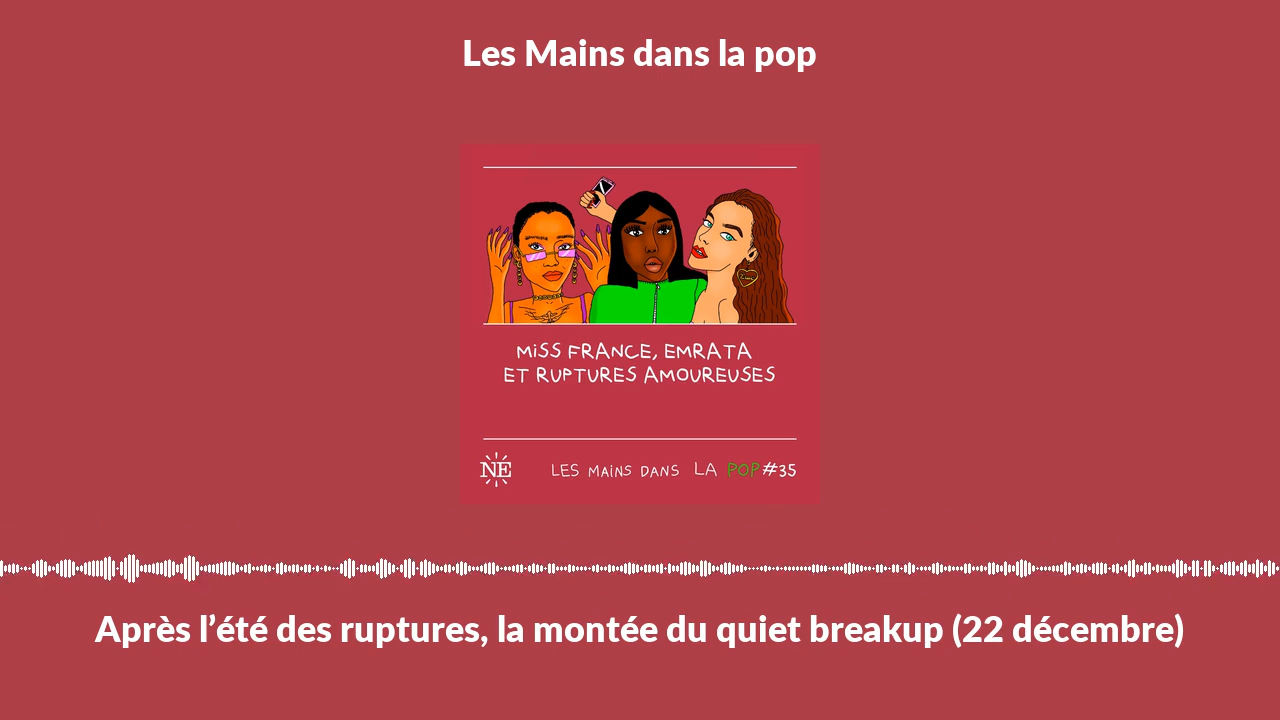 Les Mains dans la pop
MiSS FRANCE, EMRATA
ET RUPTURES AMOUREUSES
NE
LES MAiNS DANS LA POP #35
Après l’été des ruptures, la montée du quiet breakup (22 décembre)